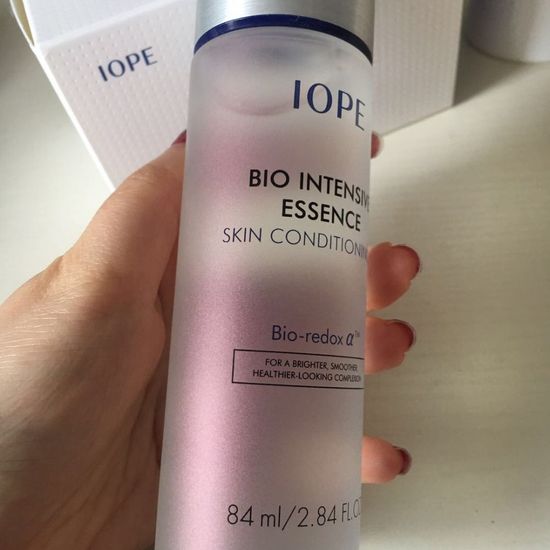 IOPE
IOPE
BIO INTENSIVE
ESSENCE
SKIN CONDITIONING
Bio-redox α™
FOR A BRIGHTER, SMOOTHER,
HEALTHIER-LOOKING COMPLEXION
84 ml/2.84 FL.OZ